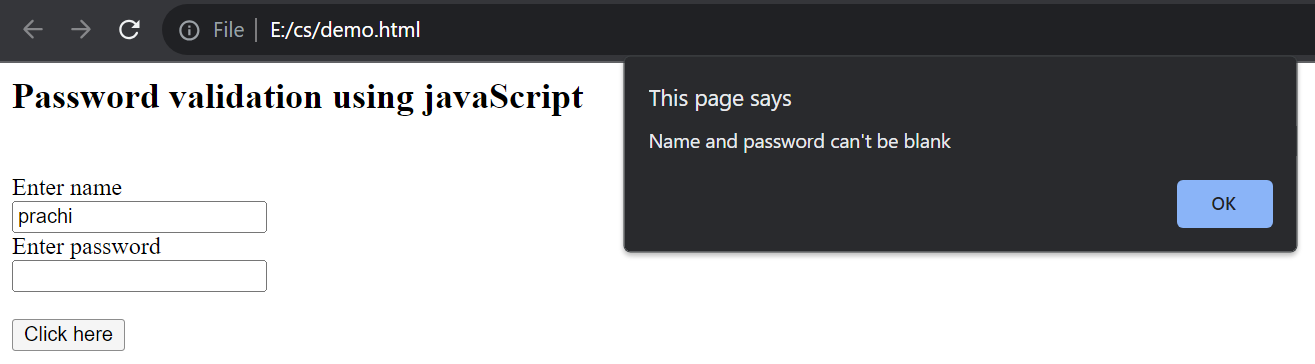 File | E:/cs/demo.html
Password validation using javaScript
This page says
Name and password can't be blank
OK
Enter name
prachi
Enter password
Click here